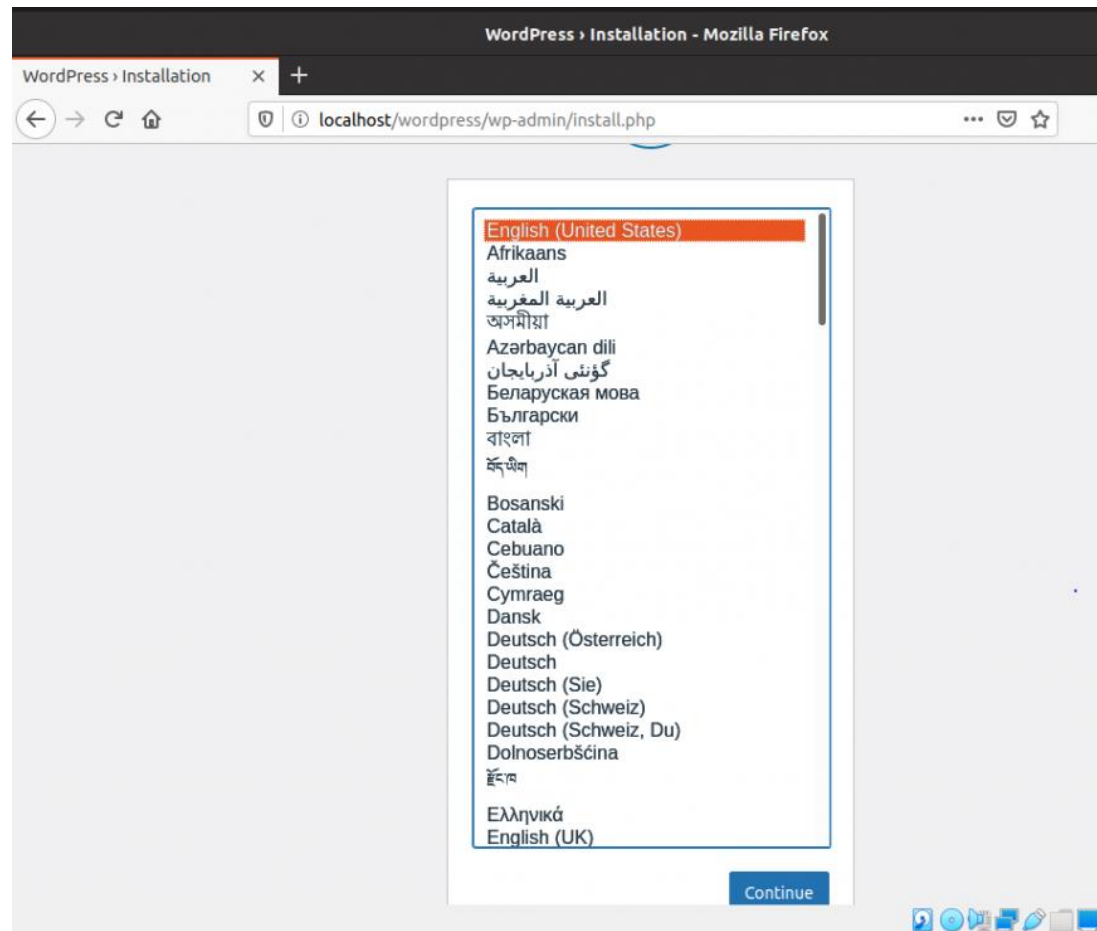 WordPress › Installation - Mozilla Firefox
WordPress › Installation
localhost/wordpress/wp-admin/install.php
English (United States)
Afrikaans
العربية
العربية المغربية
অসমীয়া
Azərbaycan dili
گؤنئی آذربایجان
Беларуская мова
Български
বাংলা
བོད་ཡིག
Bosanski
Català
Cebuano
Čeština
Cymraeg
Dansk
Deutsch (Österreich)
Deutsch
Deutsch (Sie)
Deutsch (Schweiz)
Deutsch (Schweiz, Du)
Dolnoserbšćina
རྫོང་ཁ
Ελληνικά
English (UK)
Continue